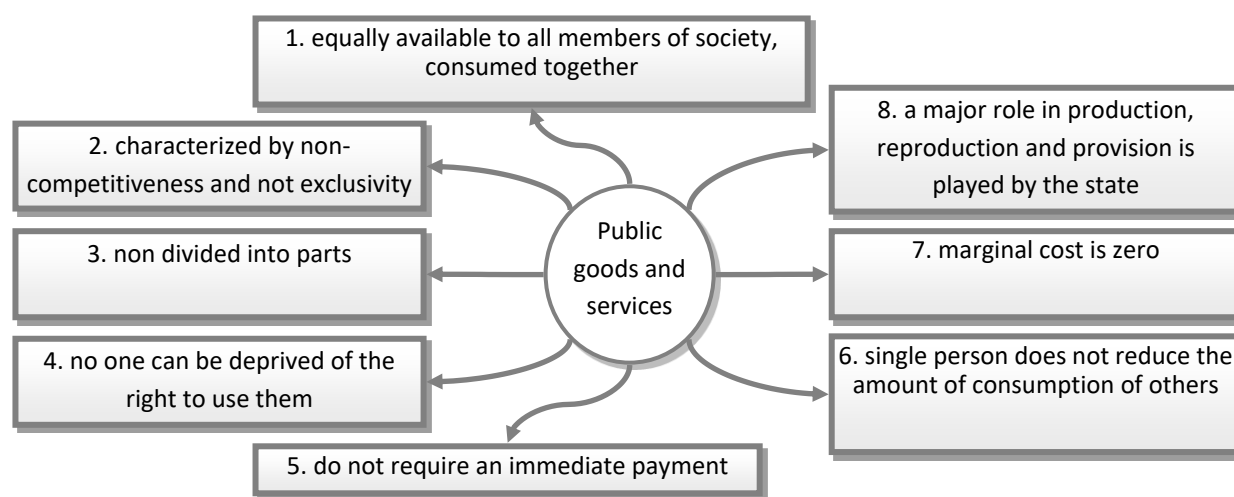 1. equally available to all members of society,
consumed together
2. characterized by non-
competitiveness and not exclusivity
3. non divided into parts
4. no one can be deprived of the
right to use them
5. do not require an immediate payment
Public
goods and
services
8. a major role in production,
reproduction and provision is
played by the state
7. marginal cost is zero
6. single person does not reduce the
amount of consumption of others